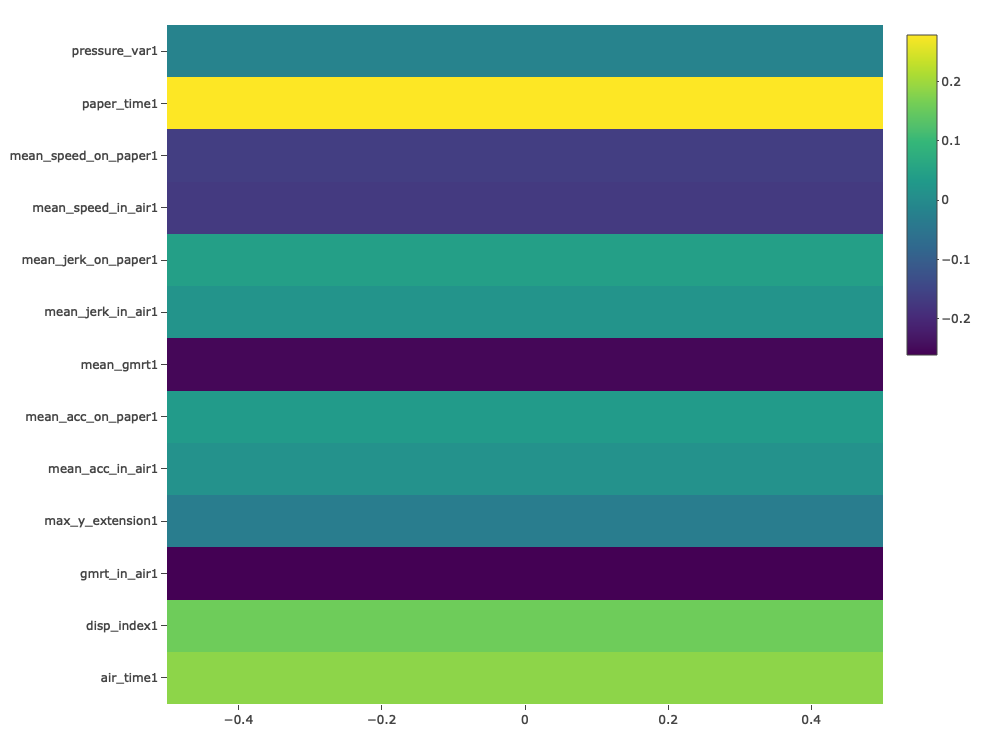 pressure_var1
paper_time1
mean_speed_on_paper1
mean_speed_in_air1
mean_jerk_on_paper1
mean_jerk_in_air1
mean_gmrt1
mean_acc_on_paper1
mean_acc_in_air1
max_y_extension1
gmrt_in_air1
disp_index1
air_time1
−0.4
−0.2
0
0.2
0.4
0.2
0.1
0
−0.1
−0.2